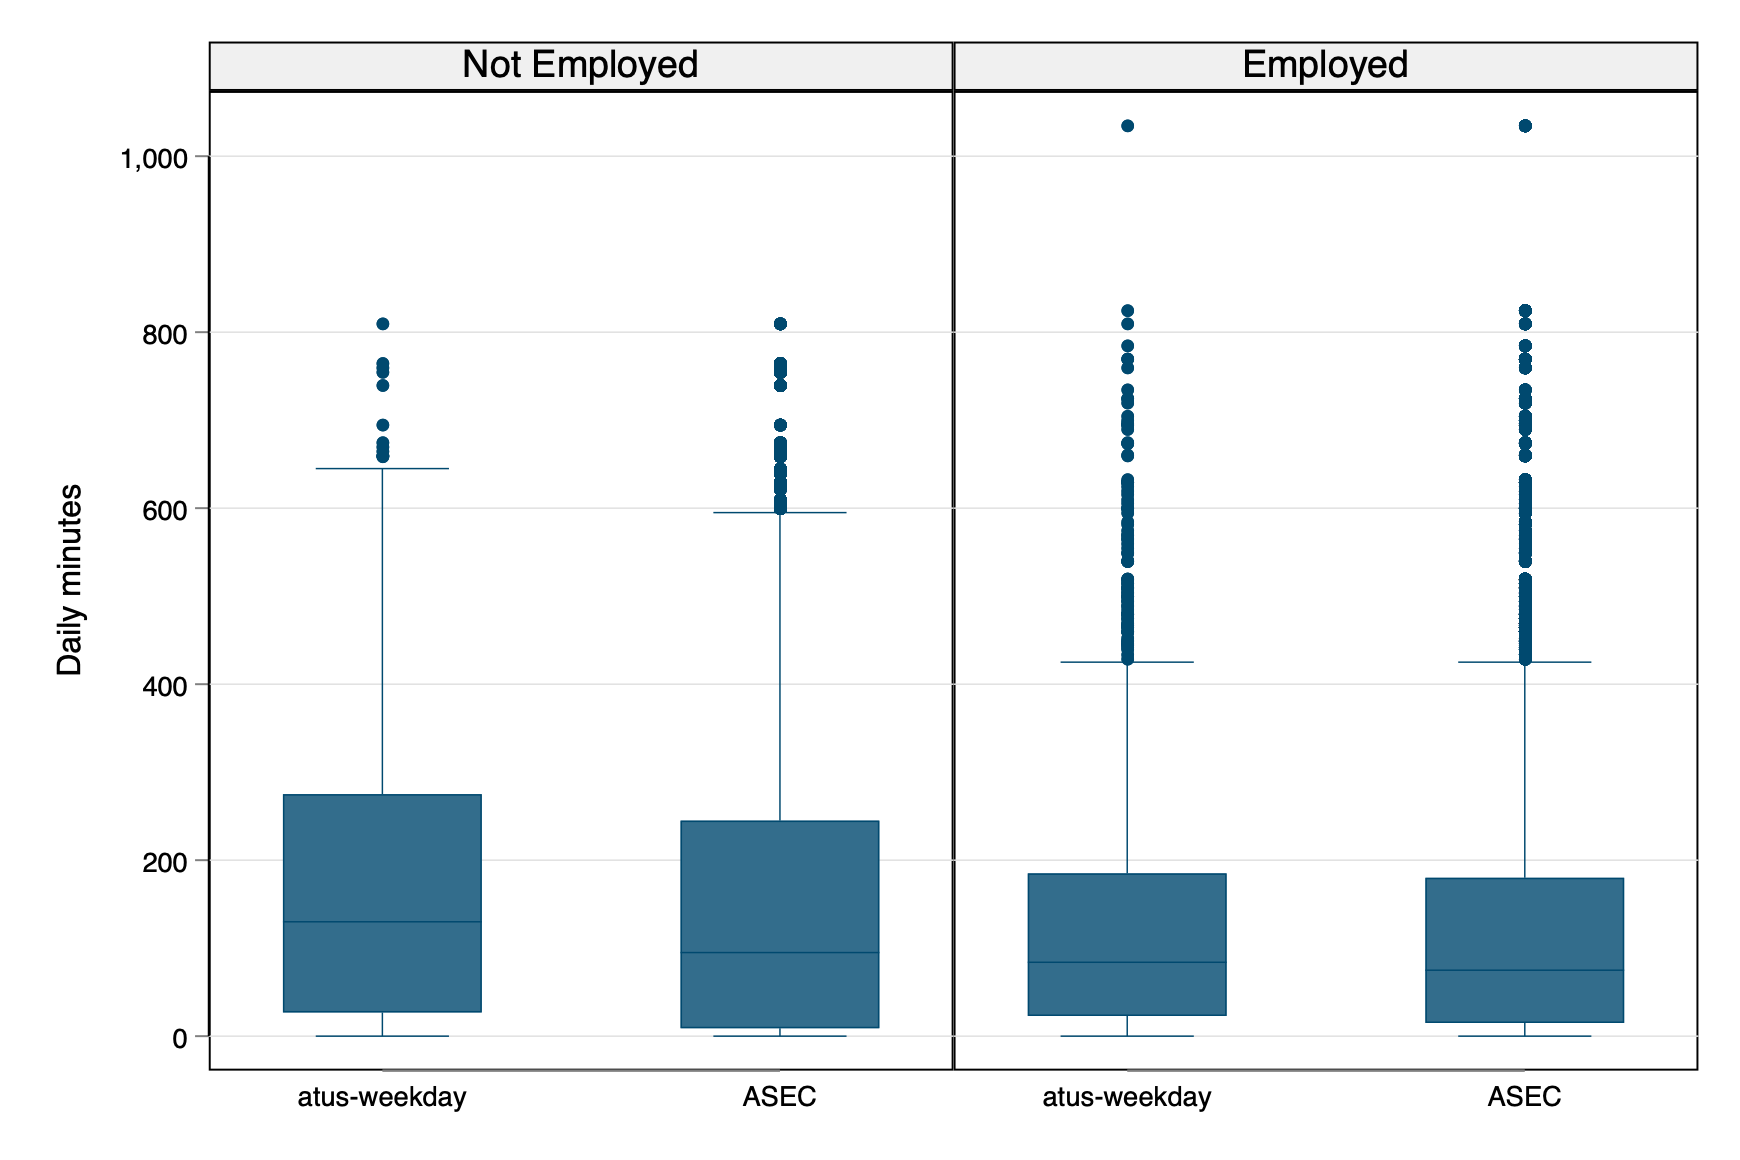 Not Employed
Employed
1,000
800
600
400
200
0
Daily minutes
atus-weekday
ASEC
atus-weekday
ASEC